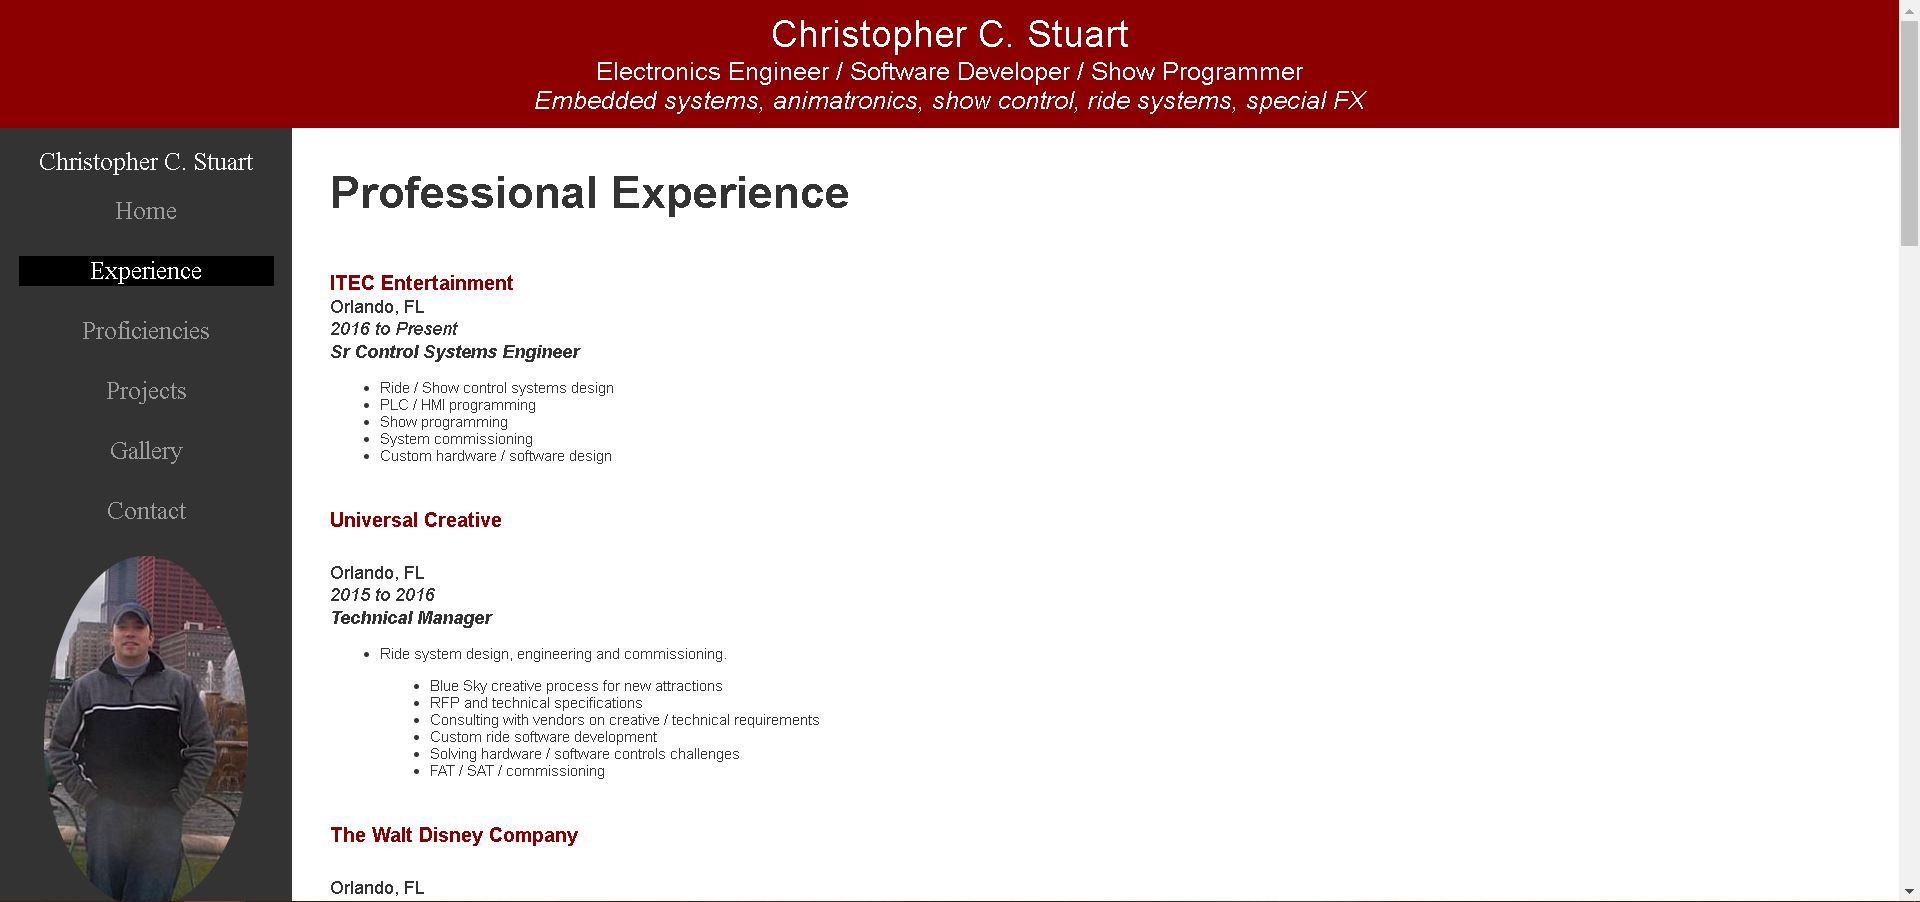 Christopher C. Stuart
Electronics Engineer / Software Developer / Show Programmer
Embedded systems, animatronics, show control, ride systems, special FX
Christopher C. Stuart
Home
Experience
Proficiencies
Projects
Gallery
Contact
Professional Experience
ITEC Entertainment
Orlando, FL
2016 to Present
Sr Control Systems Engineer
Ride / Show control systems design
PLC / HMI programming
Show programming
System commissioning
Custom hardware / software design
Universal Creative
Orlando, FL
2015 to 2016
Technical Manager
Ride system design, engineering and commissioning.
Blue Sky creative process for new attractions
RFP and technical specifications
Consulting with vendors on creative / technical requirements
Custom ride software development
Solving hardware / software controls challenges
FAT / SAT / commissioning
The Walt Disney Company
Orlando, FL